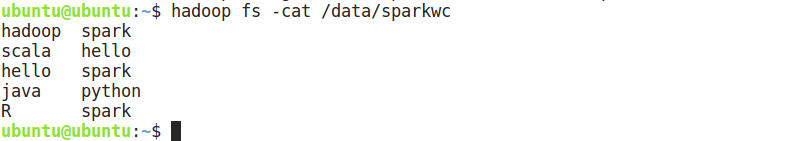 ubuntu@ubuntu:~$ hadoop fs -cat /data/sparkwc
hadoop  spark
scala   hello
hello   spark
java    python
R       spark
ubuntu@ubuntu:~$